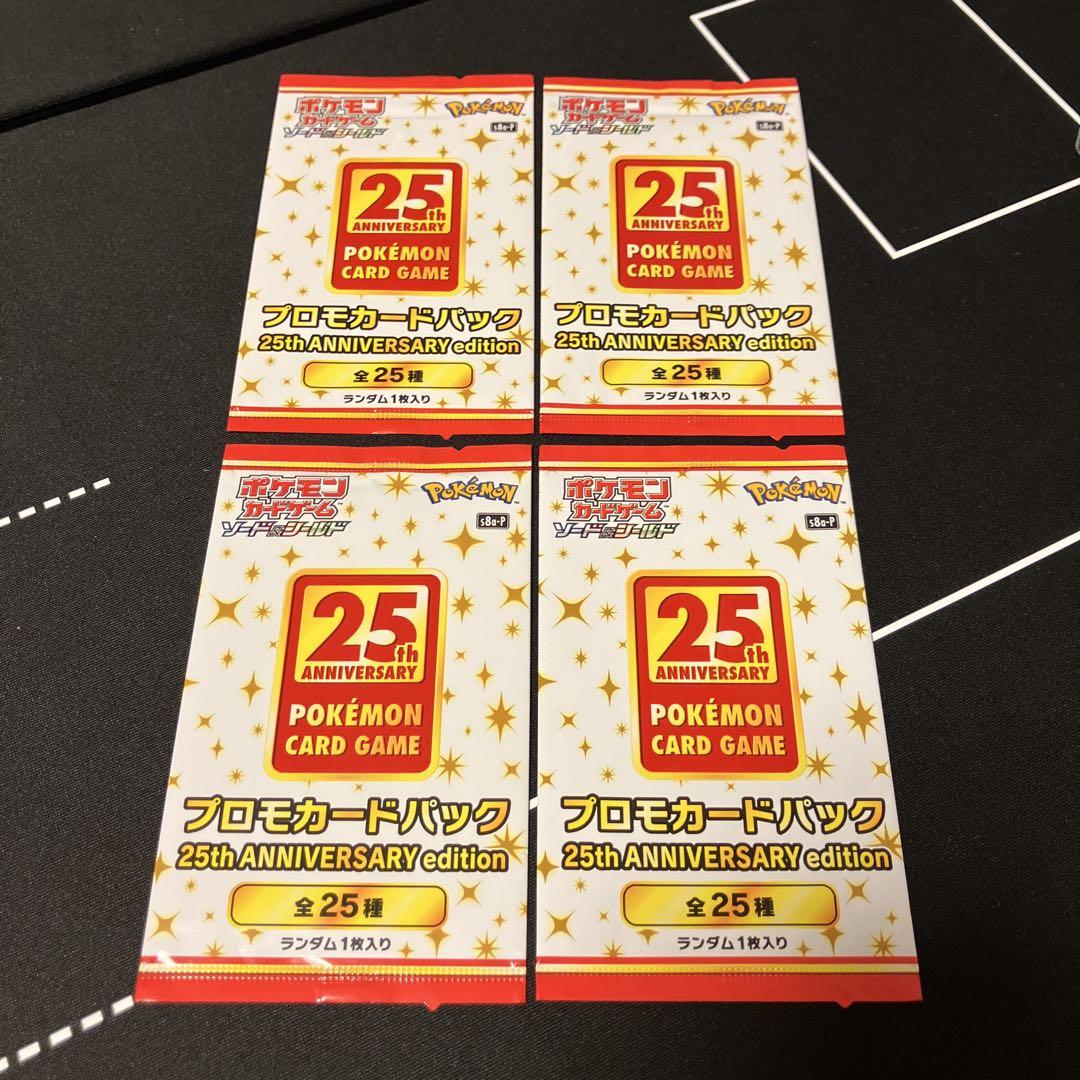 ポケモン
カードゲーム
ソード&シールド
Pokémon
s8a-P
25th
ANNIVERSARY
POKÉMON
CARD GAME
プロモカードパック
25th ANNIVERSARY edition
全25種
ランダム1枚入り
ポケモン
カードゲーム
ソード&シールド
Pokémon
s8a-P
25th
ANNIVERSARY
POKÉMON
CARD GAME
プロモカードパック
25th ANNIVERSARY edition
全25種
ランダム1枚入り
ポケモン
カードゲーム
ソード&シールド
Pokémon
s8a-P
25th
ANNIVERSARY
POKÉMON
CARD GAME
プロモカードパック
25th ANNIVERSARY edition
全25種
ランダム1枚入り
ポケモン
カードゲーム
ソード&シールド
Pokémon
s8a-P
25th
ANNIVERSARY
POKÉMON
CARD GAME
プロモカードパック
25th ANNIVERSARY edition
全25種
ランダム1枚入り